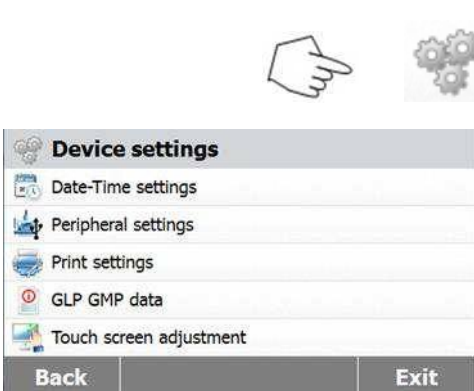 Device settings
Date-Time settings
Peripheral settings
Print settings
GLP GMP data
Touch screen adjustment
Back Exit